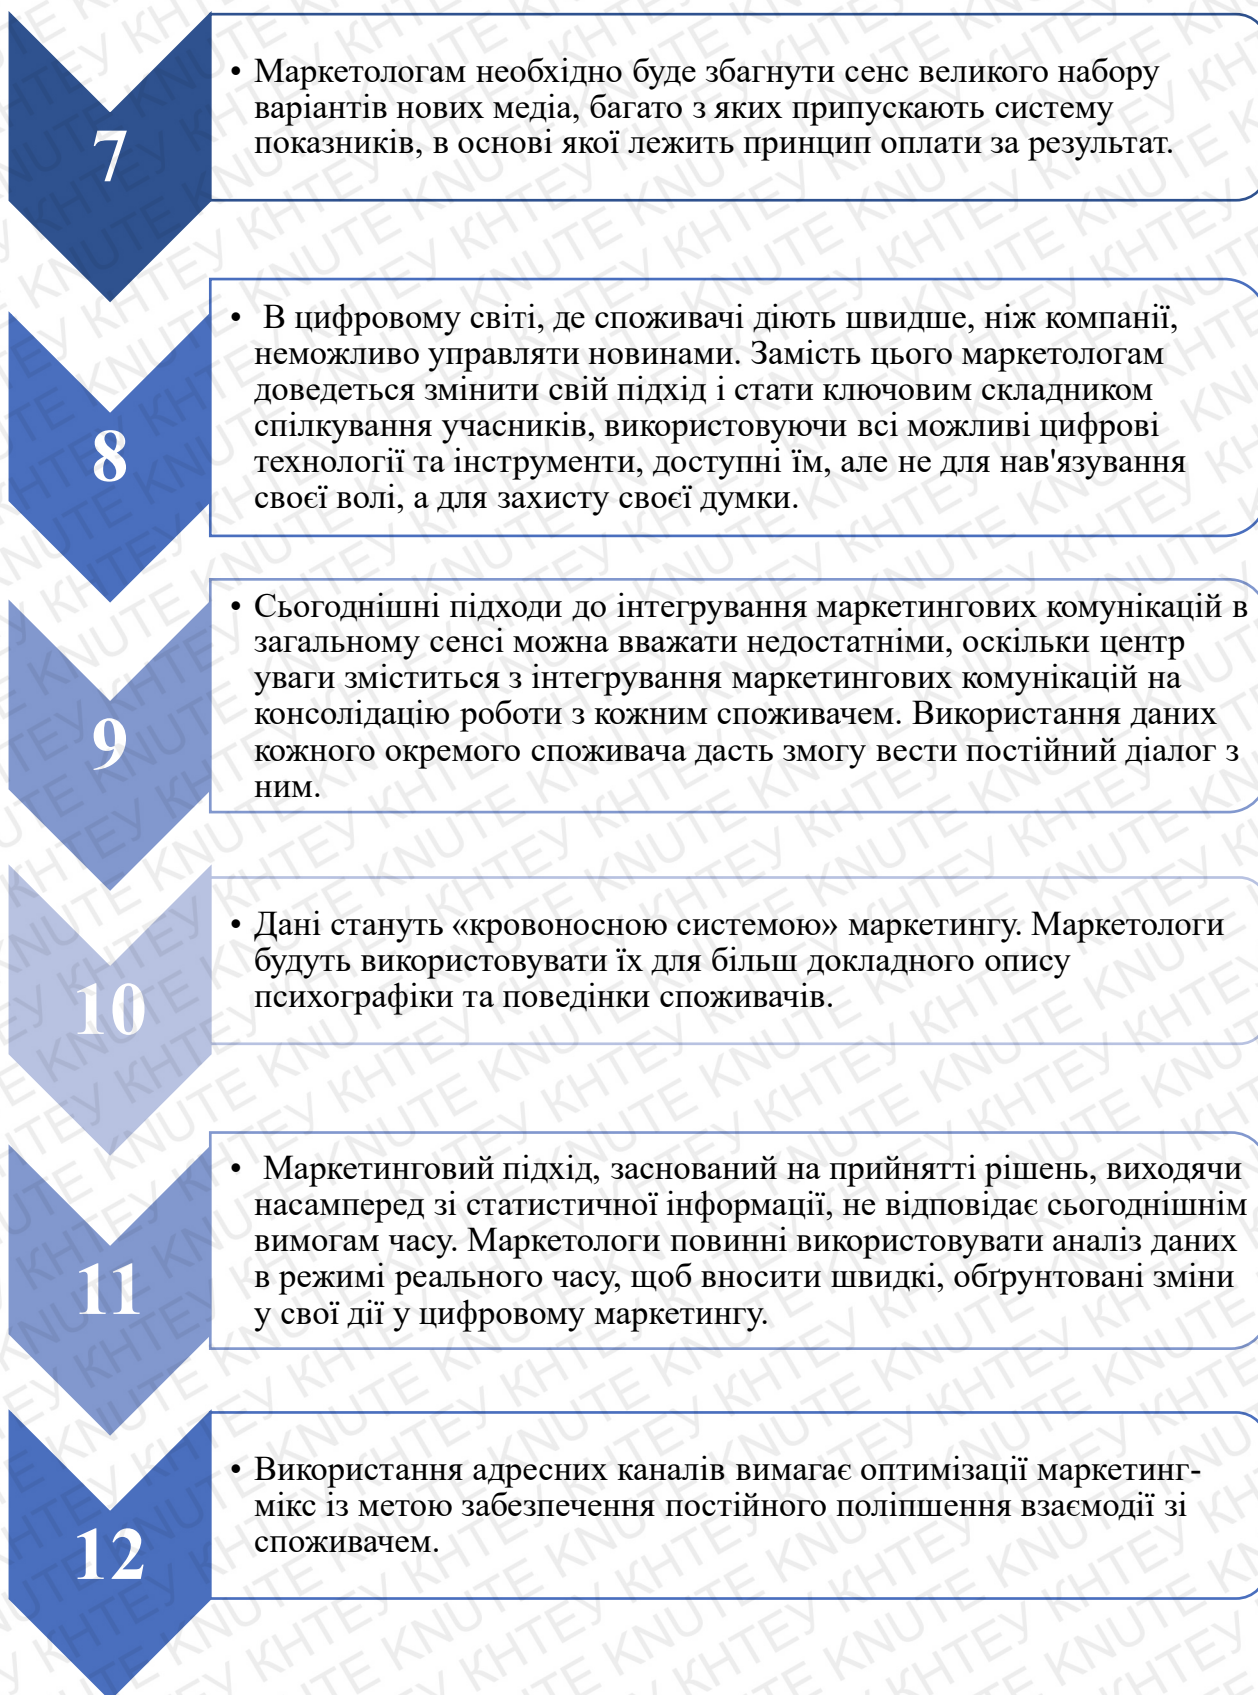 7
• Маркетологам необхідно буде збагнути сенс великого набору
варіантів нових медіа, багато з яких припускають систему
показників, в основі якої лежить принцип оплати за результат.
8
• В цифровому світі, де споживачі діють швидше, ніж компанії,
неможливо управляти новинами. Замість цього маркетологам
доведеться змінити свій підхід і стати ключовим складником
спілкування учасників, використовуючи всі можливі цифрові
технології та інструменти, доступні їм, але не для нав'язування
своєї волі, а для захисту своєї думки.
9
• Сьогоднішні підходи до інтегрування маркетингових комунікацій в
загальному сенсі можна вважати недостатніми, оскільки центр
уваги зміститься з інтегрування маркетингових комунікацій на
консолідацію роботи з кожним споживачем. Використання даних
кожного окремого споживача дасть змогу вести постійний діалог з
ним.
10
• Дані стануть «кровоносною системою» маркетингу. Маркетологи
будуть використовувати їх для більш докладного опису
психографіки та поведінки споживачів.
11
• Маркетинговий підхід, заснований на прийнятті рішень, виходячи
насамперед зі статистичної інформації, не відповідає сьогоднішнім
вимогам часу. Маркетологи повинні використовувати аналіз даних
в режимі реального часу, щоб вносити швидкі, обґрунтовані зміни
у свої дії у цифровому маркетингу.
12
• Використання адресних каналів вимагає оптимізації маркетинг-
мікс із метою забезпечення постійного поліпшення взаємодії зі
споживачем.